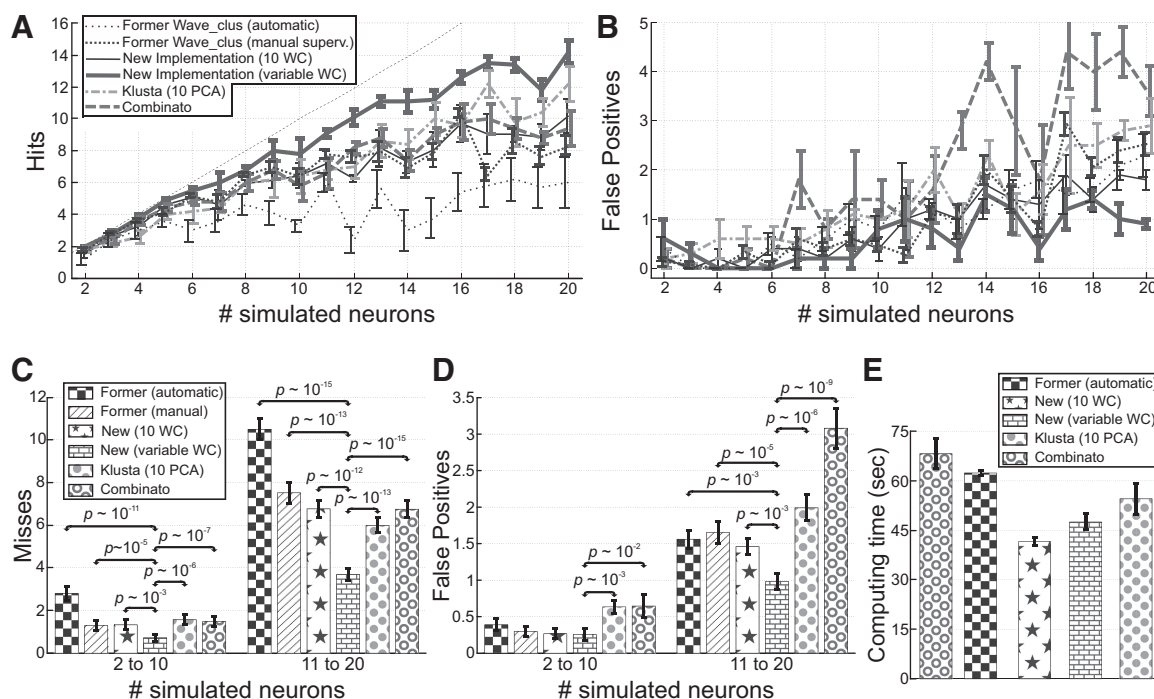 A
16
14
12
10
8
6
4
2
0
Hits
Former Wave_clus (automatic)
Former Wave_clus (manual superv.)
New Implementation (10 WC)
New Implementation (variable WC)
Klusta (10 PCA)
Combinato
2 4 6 8 10 12 14 16 18 20
# simulated neurons
B
5
4
3
2
1
0
False Positives
2 4 6 8 10 12 14 16 18 20
# simulated neurons
C
12
10
8
6
4
2
0
Misses
Former (automatic)
Former (manual)
New (10 WC)
New (variable WC)
Klusta (10 PCA)
Combinato
p ~ 10-11
p~10-5
p ~ 10-3
p ~ 10-7
p ~ 10-6
p ~ 10-15
p ~ 10-13
p ~ 10-12
p ~ 10-15
p ~ 10-13
2 to 10 11 to 20
# simulated neurons
D
3.5
3
2.5
2
1.5
1
0.5
0
False Positives
p ~ 10-2
p ~ 10-3
p ~ 10-9
p ~ 10-6
p ~ 10-5
p ~ 10-3
p ~ 10-3
2 to 10 11 to 20
# simulated neurons
E
Former (automatic)
New (10 WC)
New (variable WC)
Klusta (10 PCA)
Combinato
75
60
45
30
15
0
Computing time (sec)